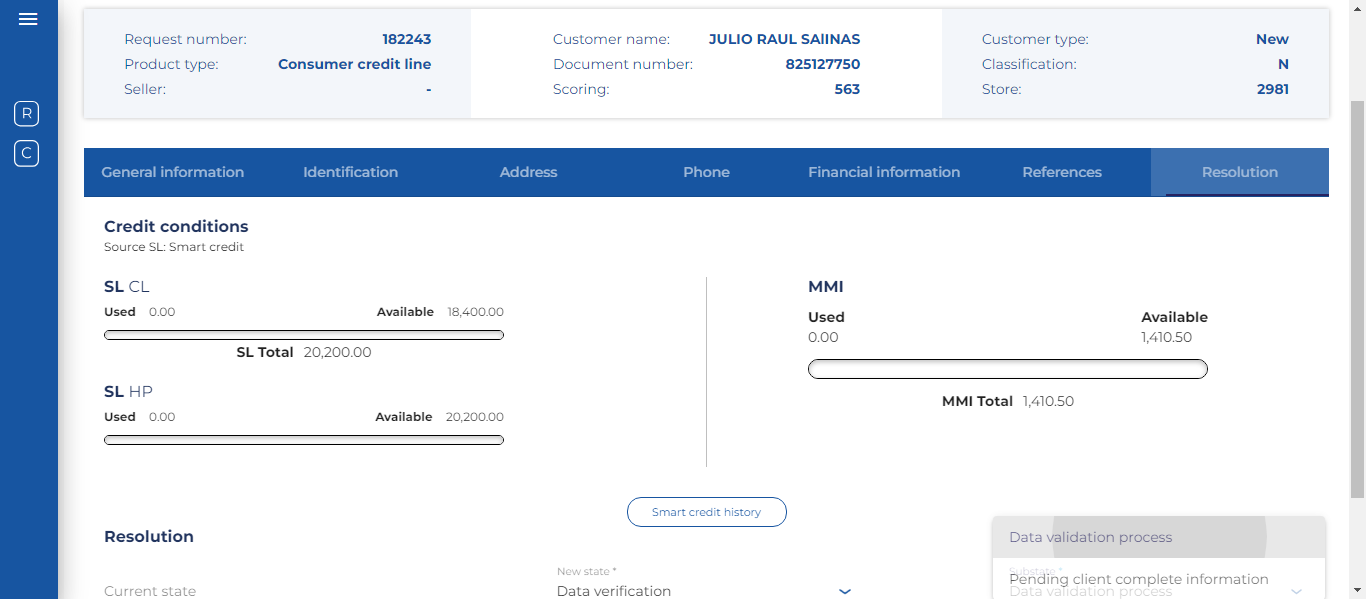 Request number: 182243
Product type: Consumer credit line
Seller: -
Customer name: JULIO RAUL SAlINAS
Document number: 825127750
Scoring: 563
Customer type: New
Classification: N
Store: 2981
R
C
General information Identification Address Phone Financial information References Resolution
Credit conditions
Source SL: Smart credit
SL CL
Used 0.00 Available 18,400.00
SL Total 20,200.00
SL HP
Used 0.00 Available 20,200.00
MMI
Used Available
0.00 1,410.50
MMI Total 1,410.50
Smart credit history
Resolution
Current state
New state *
Data verification
Data validation process
Substate *
Pending client complete information
Data validation process